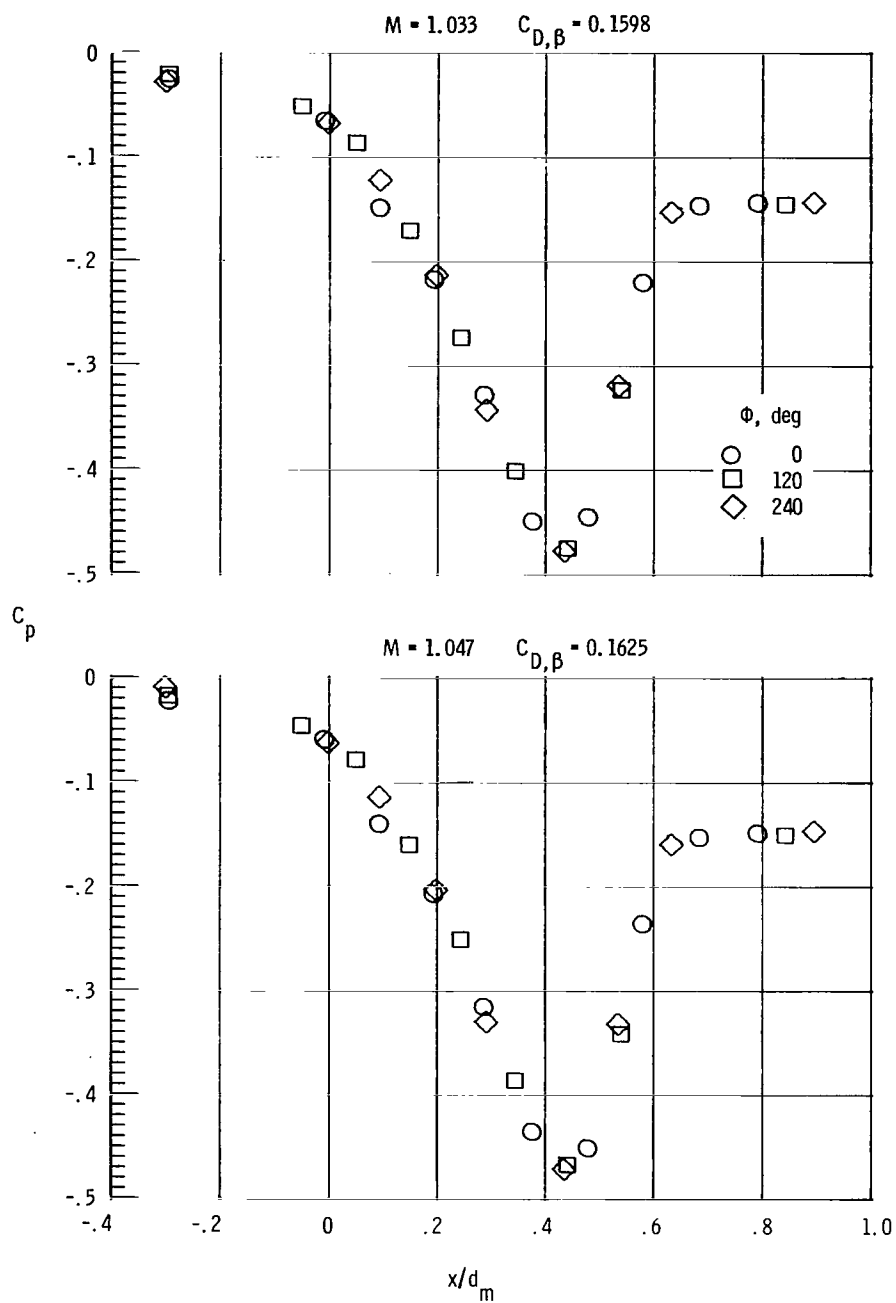 M = 1.033 C_D,β = 0.1598
0
-.1
-.2
-.3
-.4
-.5
Φ, deg
0
120
240
C_p
M = 1.047 C_D,β = 0.1625
0
-.1
-.2
-.3
-.4
-.5
-.4 -.2 0 .2 .4 .6 .8 1.0
x/d_m